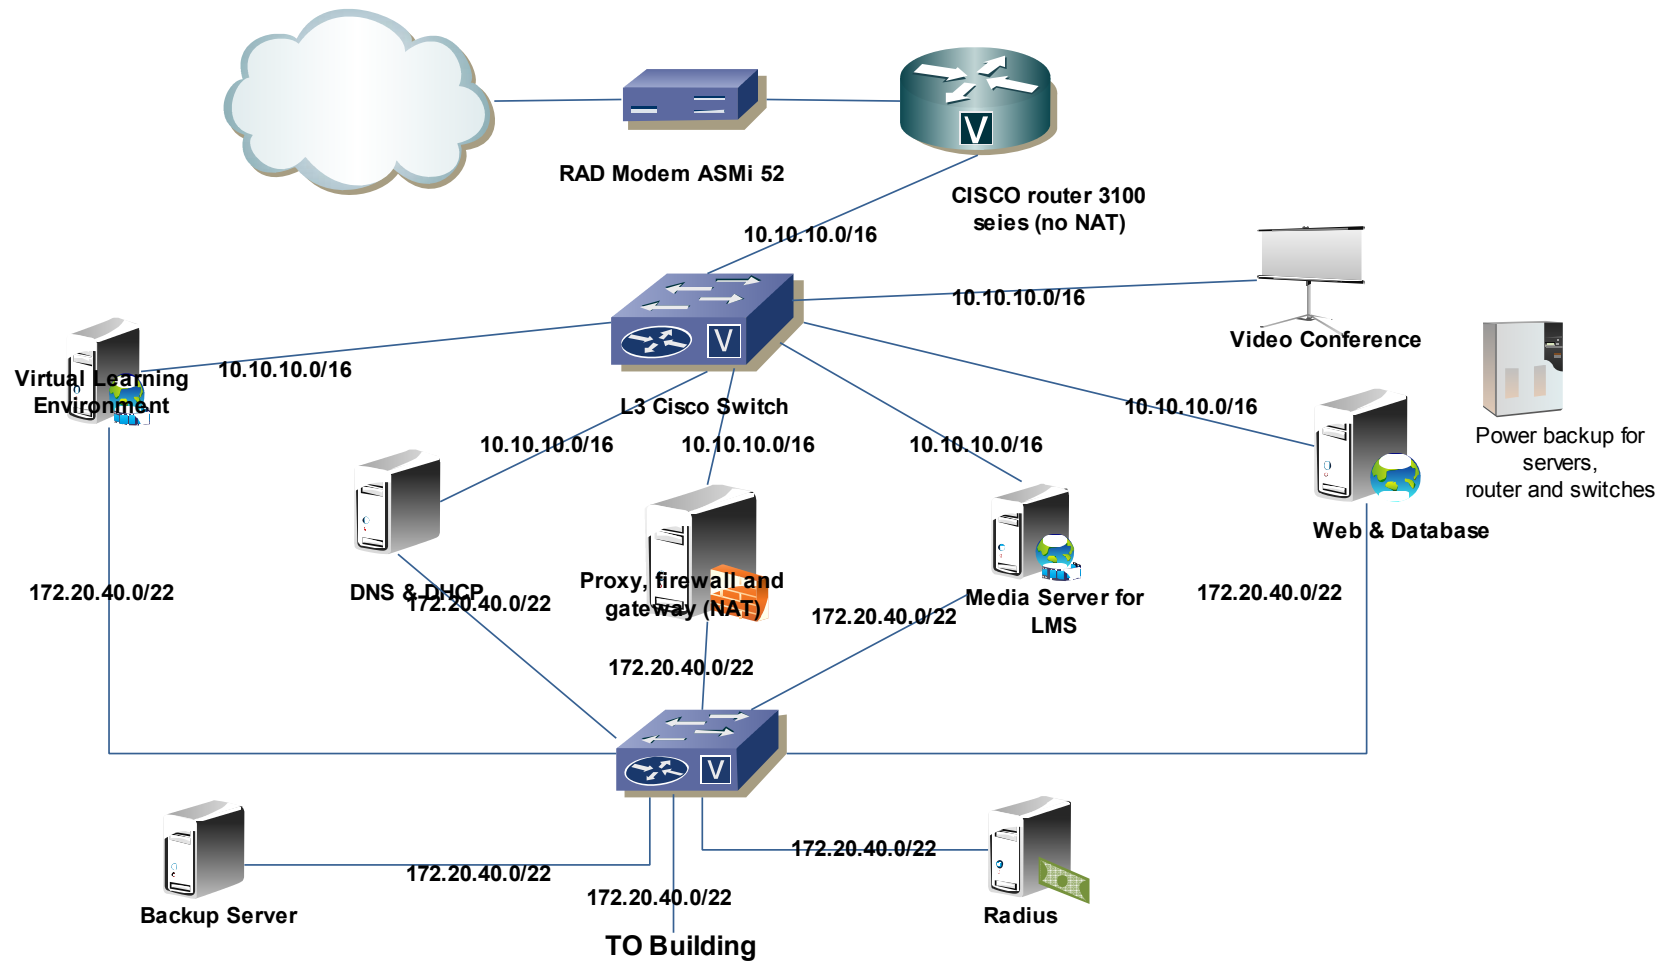 RAD Modem ASMi 52
CISCO router 3100
seies (no NAT)
V
10.10.10.0/16
10.10.10.0/16
Video Conference
V
10.10.10.0/16
Virtual Learning
Environment
L3 Cisco Switch
10.10.10.0/16
10.10.10.0/16
10.10.10.0/16
10.10.10.0/16
Power backup for
servers,
router and switches
Web & Database
172.20.40.0/22
DNS & DHCP
172.20.40.0/22
Proxy, firewall and
gateway (NAT)
172.20.40.0/22
Media Server for
LMS
172.20.40.0/22
172.20.40.0/22
V
172.20.40.0/22
172.20.40.0/22
172.20.40.0/22
Backup Server
Radius
TO Building